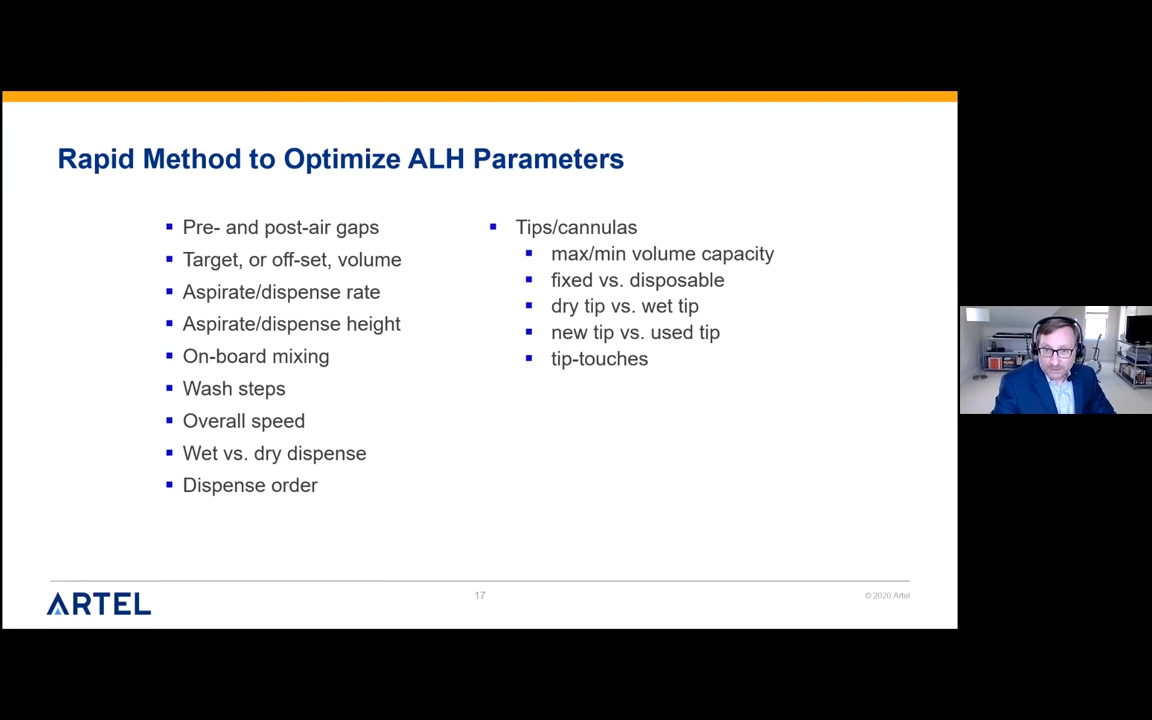 Rapid Method to Optimize ALH Parameters
Pre- and post-air gaps
Target, or off-set, volume
Aspirate/dispense rate
Aspirate/dispense height
On-board mixing
Wash steps
Overall speed
Wet vs. dry dispense
Dispense order
Tips/cannulas
max/min volume capacity
fixed vs. disposable
dry tip vs. wet tip
new tip vs. used tip
tip-touches
ARTEL
17
© 2020 Artel